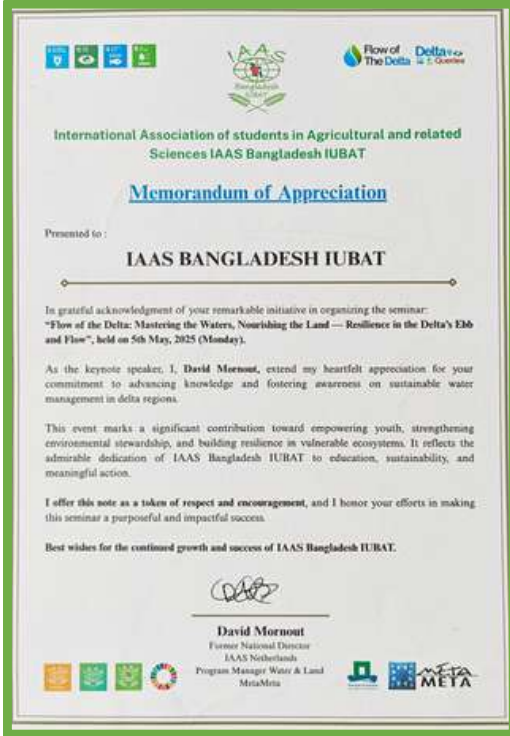 IAAS
Bangladesh
IUBAT
Flow of
The Delta
Delta
Queries
International Association of students in Agricultural and related
Sciences IAAS Bangladesh IUBAT
Memorandum of Appreciation
Presented to :
IAAS BANGLADESH IUBAT
In grateful acknowledgment of your remarkable initiative in organizing the seminar:
“Flow of the Delta: Mastering the Waters, Nourishing the Land — Resilience in the Delta's Ebb
and Flow”, held on 5th May, 2025 (Monday).
As the keynote speaker, I, David Mornout, extend my heartfelt appreciation for your
commitment to advancing knowledge and fostering awareness on sustainable water
management in delta regions.
This event marks a significant contribution toward empowering youth, strengthening
environmental stewardship, and building resilience in vulnerable ecosystems. It reflects the
admirable dedication of IAAS Bangladesh IUBAT to education, sustainability, and
meaningful action.
I offer this note as a token of respect and encouragement, and I honor your efforts in making
this seminar a purposeful and impactful success.
Best wishes for the continued growth and success of IAAS Bangladesh IUBAT.
David Mornout
Former National Director
IAAS Netherlands
Program Manager Water & Land
MetaMeta
META
META